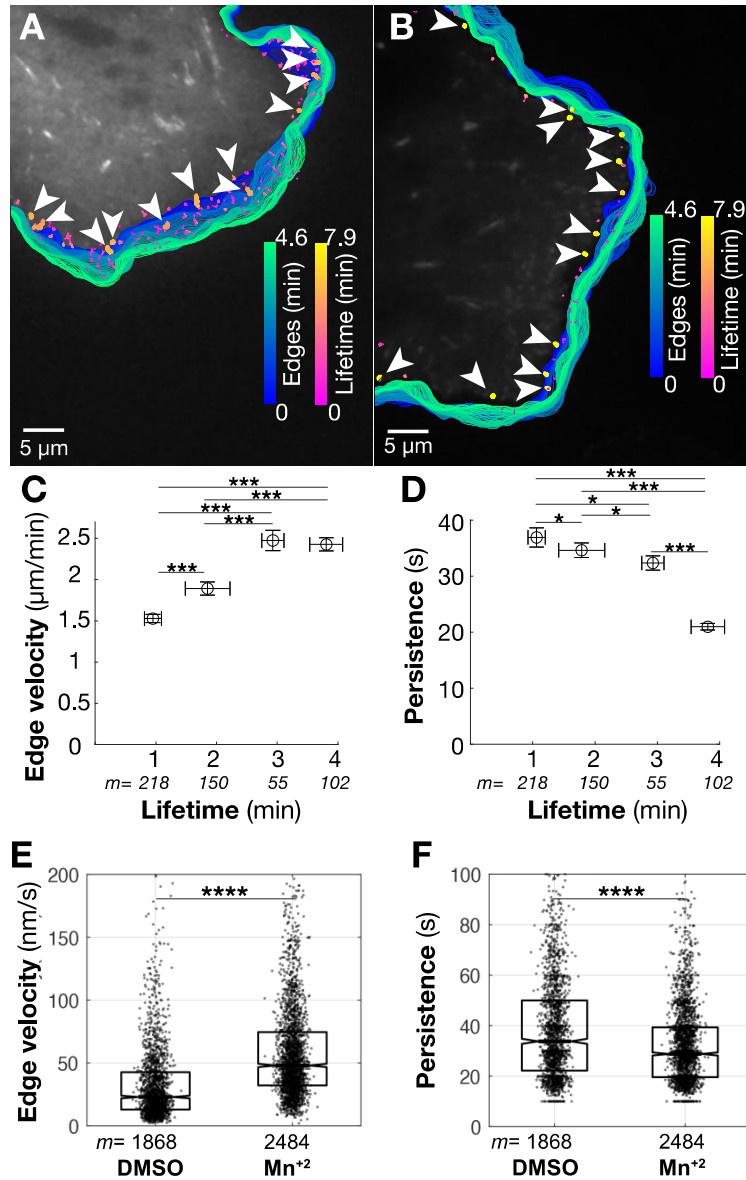 A
B
4.6
7.9
Edges (min)
Lifetime (min)
0
0
5 μm
4.6
7.9
Edges (min)
Lifetime (min)
0
0
5 μm
C
***
***
***
***
***
Edge velocity (μm/min)
2.5
2
1.5
1
0.5
0
1 2 3 4
m= 218 150 55 102
Lifetime (min)
D
***
***
*
*
*
***
Persistence (s)
40
30
20
10
0
1 2 3 4
m= 218 150 55 102
Lifetime (min)
E
****
Edge velocity (nm/s)
200
150
100
50
0
m= 1868 2484
DMSO Mn⁺²
F
****
Persistence (s)
100
80
60
40
20
0
m= 1868 2484
DMSO Mn⁺²